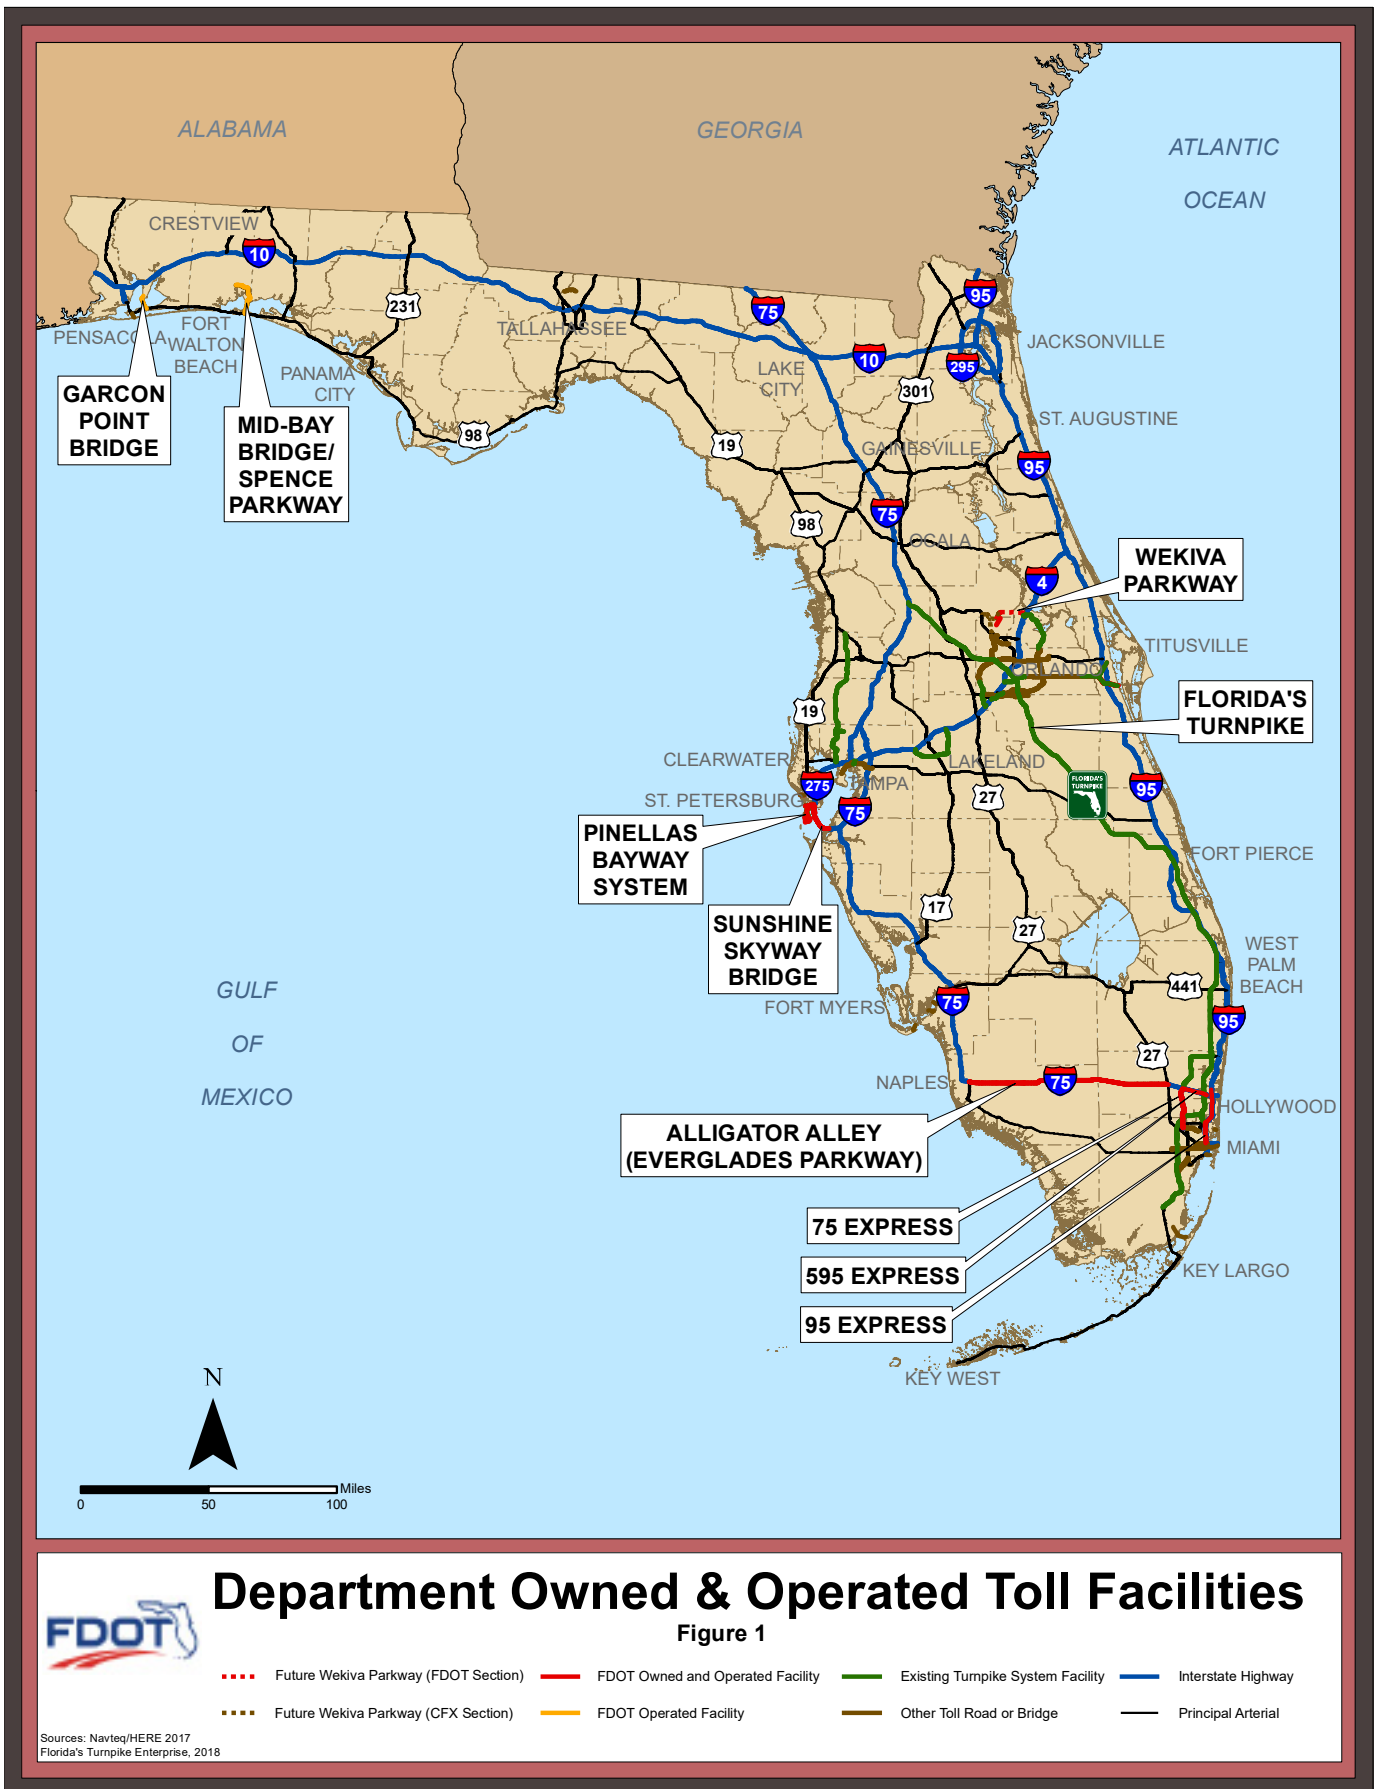 ALABAMA
GEORGIA
ATLANTIC
OCEAN
CRESTVIEW
10
231
PENSACOLA
FORT
WALTON
BEACH
PANAMA
CITY
TALLAHASSEE
75
LAKE
CITY
10
95
295
JACKSONVILLE
301
ST. AUGUSTINE
GARCON
POINT
BRIDGE
MID-BAY
BRIDGE/
SPENCE
PARKWAY
98
19
GAINESVILLE
95
98
75
OCALA
4
WEKIVA
PARKWAY
TITUSVILLE
ORLANDO
FLORIDA'S
TURNPIKE
19
CLEARWATER
LAKELAND
275
TAMPA
27
FLORIDA'S
TURNPIKE
95
ST. PETERSBURG
75
PINELLAS
BAYWAY
SYSTEM
FORT PIERCE
17
27
SUNSHINE
SKYWAY
BRIDGE
WEST
PALM
BEACH
441
GULF
OF
MEXICO
FORT MYERS
75
95
27
NAPLES
75
HOLLYWOOD
ALLIGATOR ALLEY
(EVERGLADES PARKWAY)
MIAMI
75 EXPRESS
595 EXPRESS
KEY LARGO
95 EXPRESS
KEY WEST
N
Miles
0 50 100
FDOT
Department Owned & Operated Toll Facilities
Figure 1
Future Wekiva Parkway (FDOT Section)
FDOT Owned and Operated Facility
Existing Turnpike System Facility
Interstate Highway
Future Wekiva Parkway (CFX Section)
FDOT Operated Facility
Other Toll Road or Bridge
Principal Arterial
Sources: Navteq/HERE 2017
Florida's Turnpike Enterprise, 2018